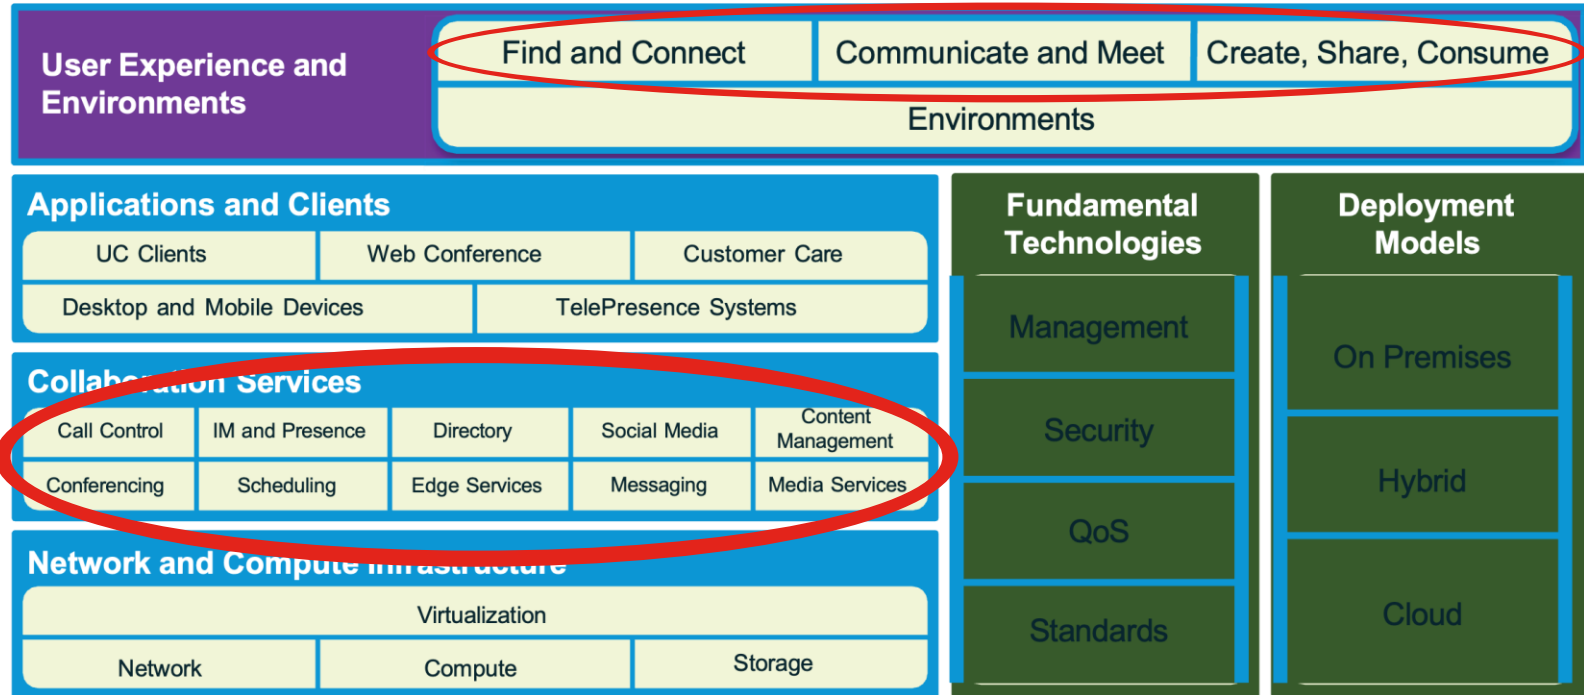 User Experience and
Environments
Find and Connect
Communicate and Meet
Create, Share, Consume
Environments
Applications and Clients
UC Clients
Web Conference
Customer Care
Desktop and Mobile Devices
TelePresence Systems
Collaboration Services
Call Control
IM and Presence
Directory
Social Media
Content
Management
Conferencing
Scheduling
Edge Services
Messaging
Media Services
Network and Compute Infrastructure
Virtualization
Network
Compute
Storage
Fundamental
Technologies
Management
Security
QoS
Standards
Deployment
Models
On Premises
Hybrid
Cloud